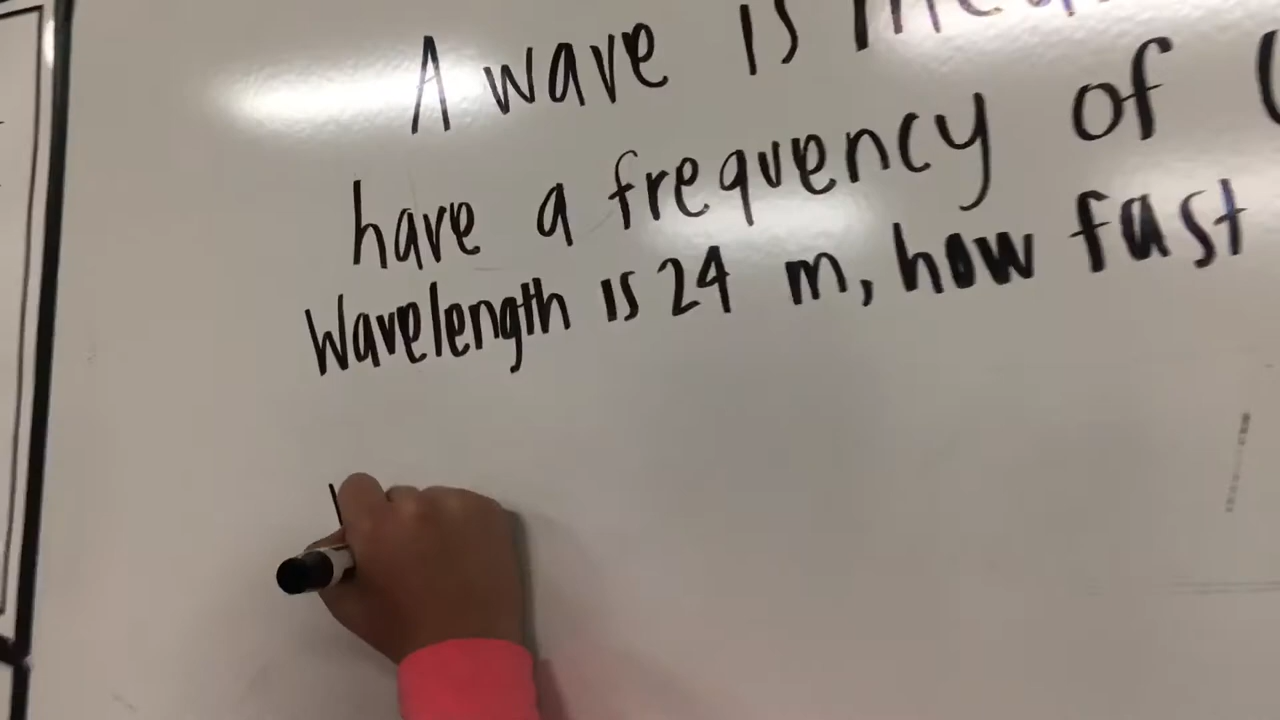 A wave is
have a frequency of
Wavelength is 24 m, how fast